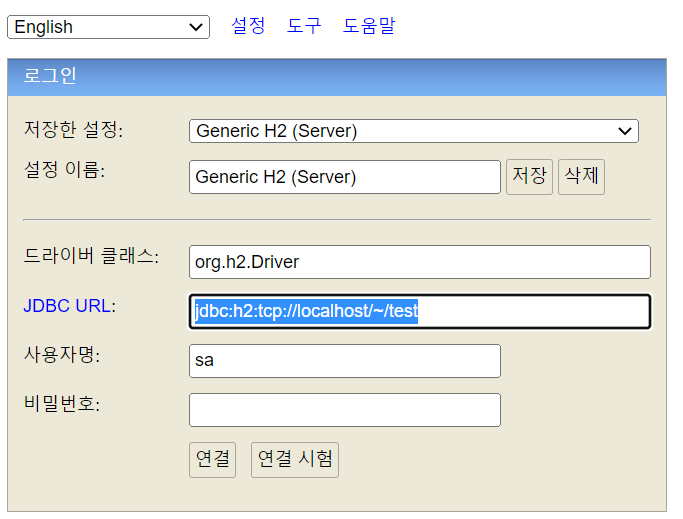 English 설정 도구 도움말
로그인
저장한 설정: Generic H2 (Server)
설정 이름: Generic H2 (Server) 저장 삭제
드라이버 클래스: org.h2.Driver
JDBC URL: jdbc:h2:tcp://localhost/~/test
사용자명: sa
비밀번호:
연결 연결 시험